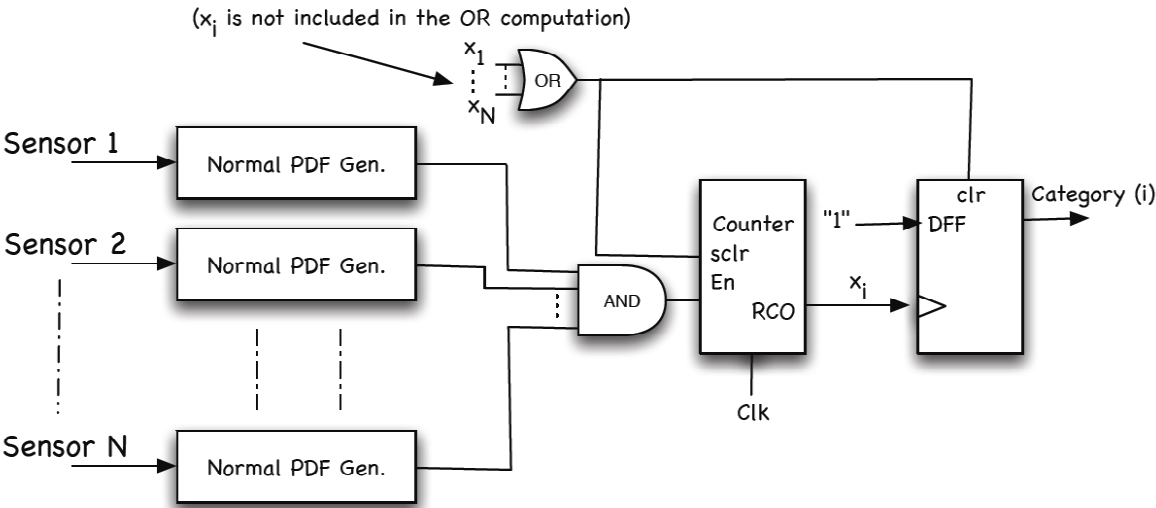 (xi is not included in the OR computation)
x1
OR
xN
Sensor 1
Normal PDF Gen.
clr
Category (i)
"1"
DFF
Counter
sclr
En
Sensor 2
Normal PDF Gen.
AND
xi
RCO
Clk
Sensor N
Normal PDF Gen.